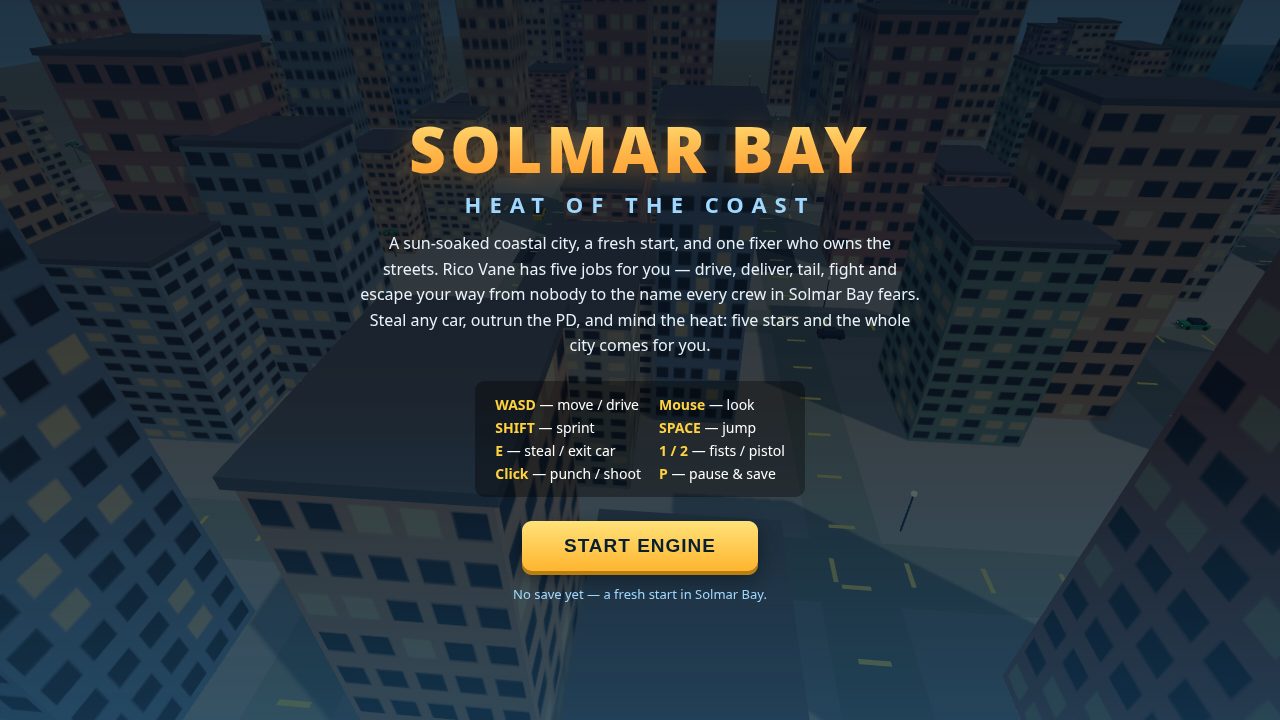 SOLMAR BAY
HEAT OF THE COAST
A sun-soaked coastal city, a fresh start, and one fixer who owns the
streets. Rico Vane has five jobs for you — drive, deliver, tail, fight and
escape your way from nobody to the name every crew in Solmar Bay fears.
Steal any car, outrun the PD, and mind the heat: five stars and the whole
city comes for you.
WASD — move / drive Mouse — look
SHIFT — sprint SPACE — jump
E — steal / exit car 1 / 2 — fists / pistol
Click — punch / shoot P — pause & save
START ENGINE
No save yet — a fresh start in Solmar Bay.